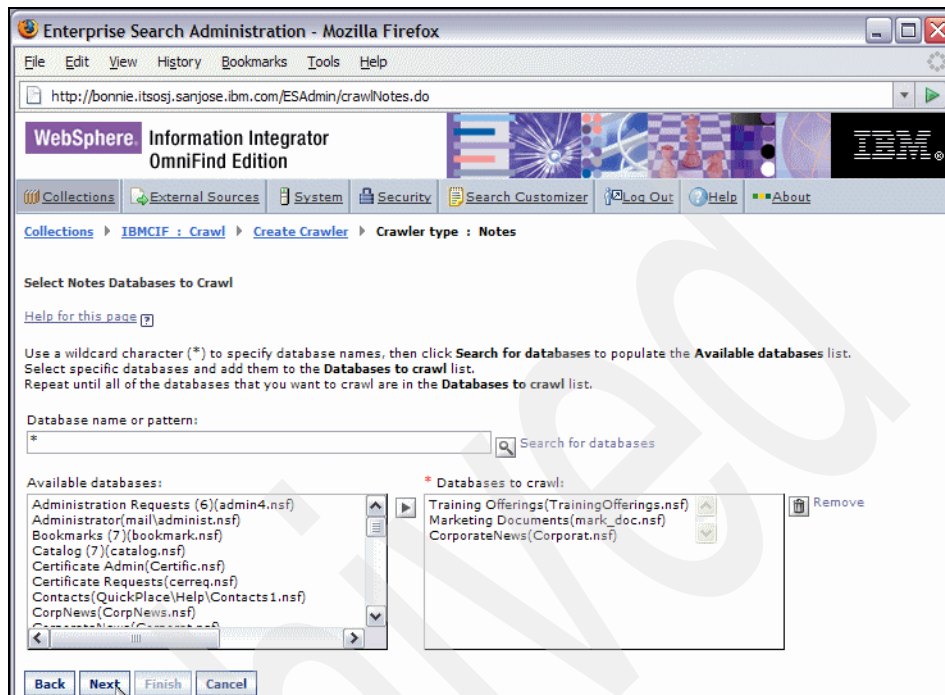 Enterprise Search Administration - Mozilla Firefox
File Edit View History Bookmarks Tools Help
http://bonnie.itsosj.sanjose.ibm.com/ESAdmin/crawlNotes.do
WebSphere. Information Integrator
OmniFind Edition
IBM®
Collections External Sources System Security Search Customizer Log Out Help About
Collections IBMCIF : Crawl Create Crawler Crawler type : Notes
Select Notes Databases to Crawl
Help for this page ?
Use a wildcard character (*) to specify database names, then click Search for databases to populate the Available databases list.
Select specific databases and add them to the Databases to crawl list.
Repeat until all of the databases that you want to crawl are in the Databases to crawl list.
Database name or pattern:
* Search for databases
Available databases:
Administration Requests (6)(admin4.nsf)
Administrator(mail\administ.nsf)
Bookmarks (7)(bookmark.nsf)
Catalog (7)(catalog.nsf)
Certificate Admin(Certific.nsf)
Certificate Requests(cerreq.nsf)
Contacts(QuickPlace\Help\Contacts1.nsf)
CorpNews(CorpNews.nsf)
CorporateNews(Corporat.nsf)
* Databases to crawl:
Training Offerings(TrainingOfferings.nsf)
Marketing Documents(mark_doc.nsf)
CorporateNews(Corporat.nsf)
Remove
Back Next Finish Cancel